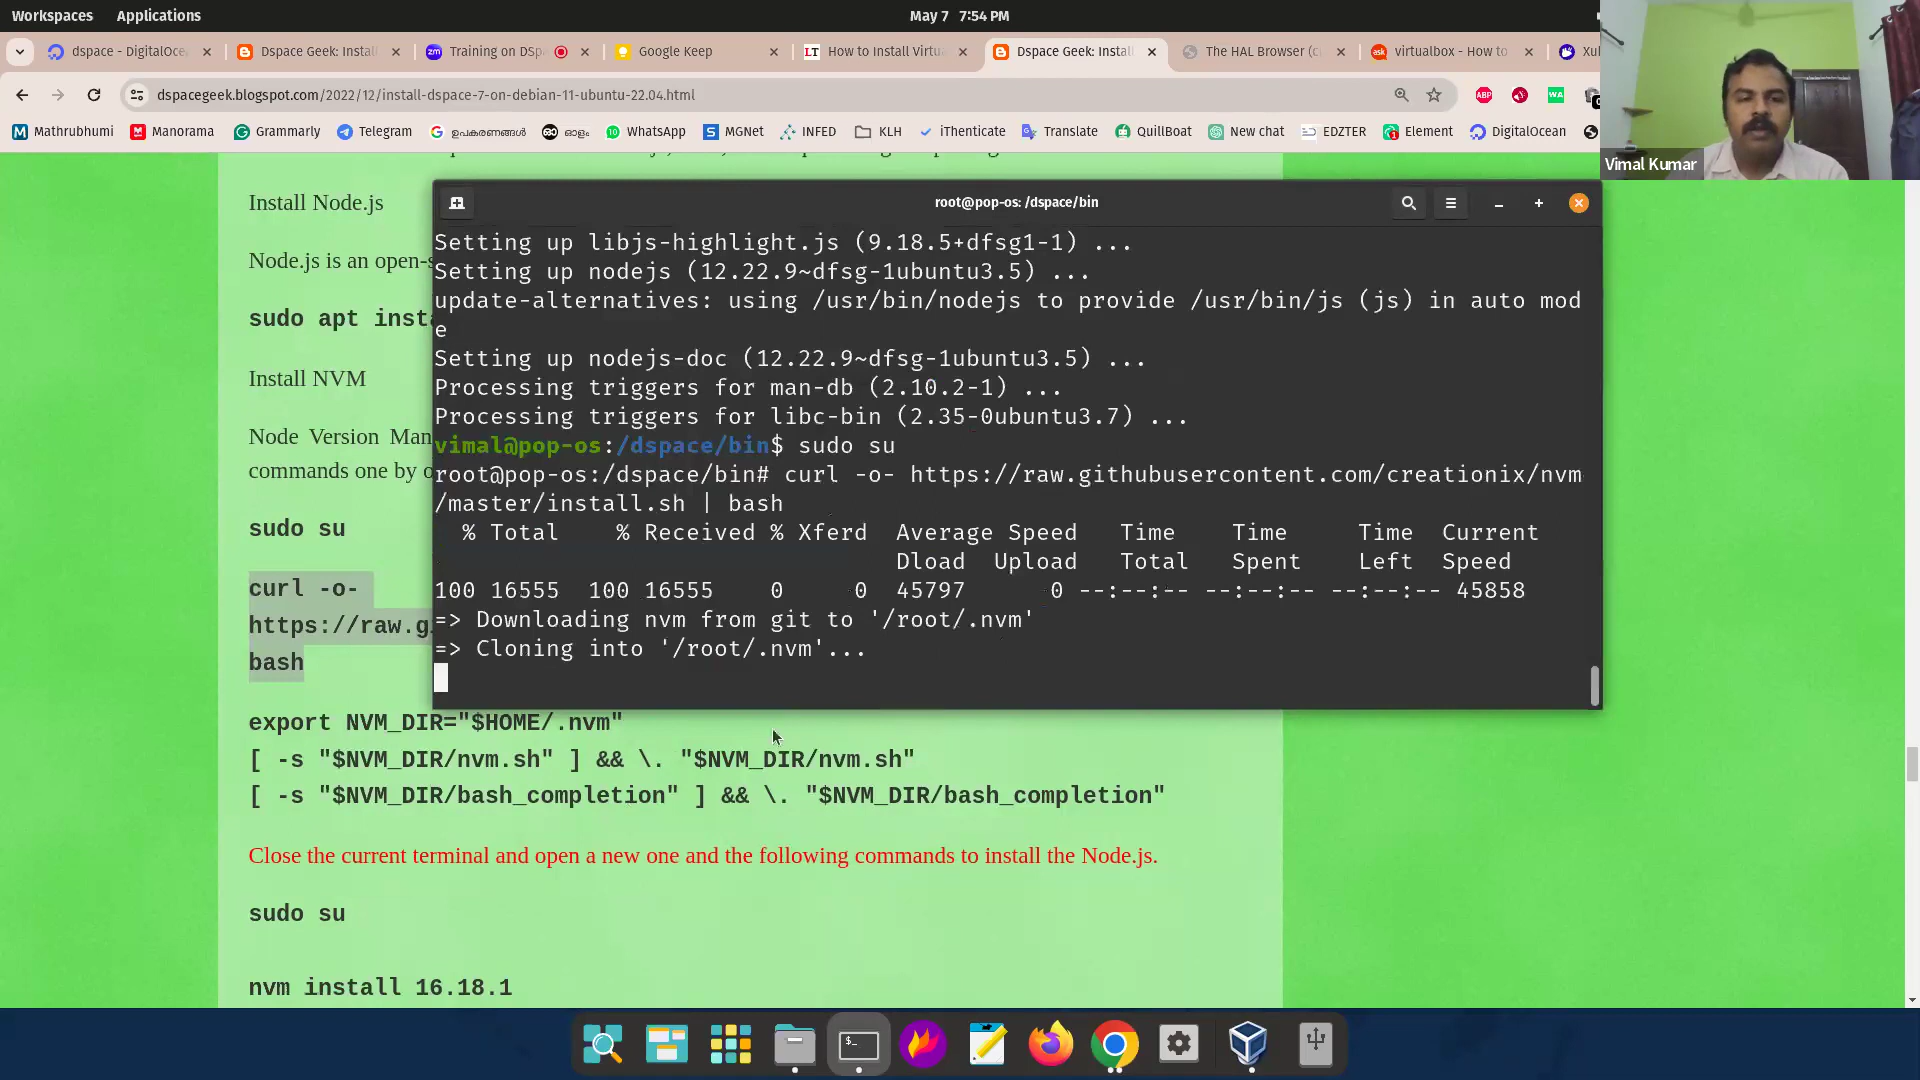 Workspaces Applications May 7 7:54 PM
dspace - DigitalOce Dspace Geek: Install Training on DSp Google Keep How to Install Virtu Dspace Geek: Install The HAL Browser (c virtualbox - How to Xu
dspacegeek.blogspot.com/2022/12/install-dspace-7-on-debian-11-ubuntu-22.04.html
Mathrubhumi Manorama Grammarly Telegram ഉപകരണങ്ങൾ ഓളം WhatsApp MGNet INFED KLH iThenticate Translate QuillBoat New chat EDZTER Element DigitalOcean
Vimal Kumar
Install Node.js
Node.js is an open-s
sudo apt insta
Install NVM
Node Version Man
commands one by o
sudo su
curl -o-
https://raw.g
bash
root@pop-os: /dspace/bin
Setting up libjs-highlight.js (9.18.5+dfsg1-1) ...
Setting up nodejs (12.22.9~dfsg-1ubuntu3.5) ...
update-alternatives: using /usr/bin/nodejs to provide /usr/bin/js (js) in auto mod
e
Setting up nodejs-doc (12.22.9~dfsg-1ubuntu3.5) ...
Processing triggers for man-db (2.10.2-1) ...
Processing triggers for libc-bin (2.35-0ubuntu3.7) ...
vimal@pop-os:/dspace/bin$ sudo su
root@pop-os:/dspace/bin# curl -o- https://raw.githubusercontent.com/creationix/nvm
/master/install.sh | bash
% Total % Received % Xferd Average Speed Time Time Time Current
Dload Upload Total Spent Left Speed
100 16555 100 16555 0 0 45797 0 --:--:-- --:--:-- --:--:-- 45858
=> Downloading nvm from git to '/root/.nvm'
=> Cloning into '/root/.nvm'...
export NVM_DIR="$HOME/.nvm"
[ -s "$NVM_DIR/nvm.sh" ] && \. "$NVM_DIR/nvm.sh"
[ -s "$NVM_DIR/bash_completion" ] && \. "$NVM_DIR/bash_completion"
Close the current terminal and open a new one and the following commands to install the Node.js.
sudo su
nvm install 16.18.1